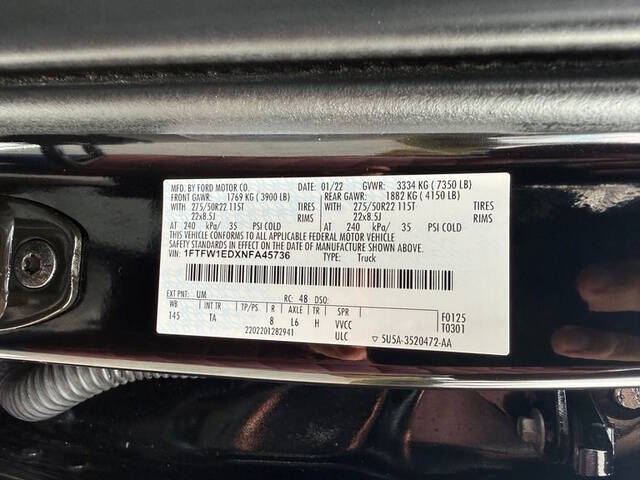 MFD. BY FORD MOTOR CO. DATE: 01/22 GVWR: 3334 KG ( 7350 LB)
FRONT GAWR: 1769 KG ( 3900 LB) REAR GAWR: 1882 KG ( 4150 LB)
WITH 275/50R22 115T TIRES WITH 275/50R22 115T TIRES
22x8.5J RIMS 22x8.5J RIMS
AT 240 kPa/ 35 PSI COLD AT 240 kPa/ 35 PSI COLD
THIS VEHICLE CONFORMS TO ALL APPLICABLE FEDERAL MOTOR VEHICLE
SAFETY AND THEFT PREVENTION STANDARDS IN EFFECT ON THE DATE OF MANUFACTURE SHOWN ABOVE.
VIN: 1FTFW1EDXNFA45736 TYPE: Truck
EXT PNT: UM RC: 48 DSO:
WB INT TR TP/PS R AXLE TR SPR
145 TA 8 L6 H VVCC F0125
2202201282941 ULC T0301
5U5A-3520472-AA